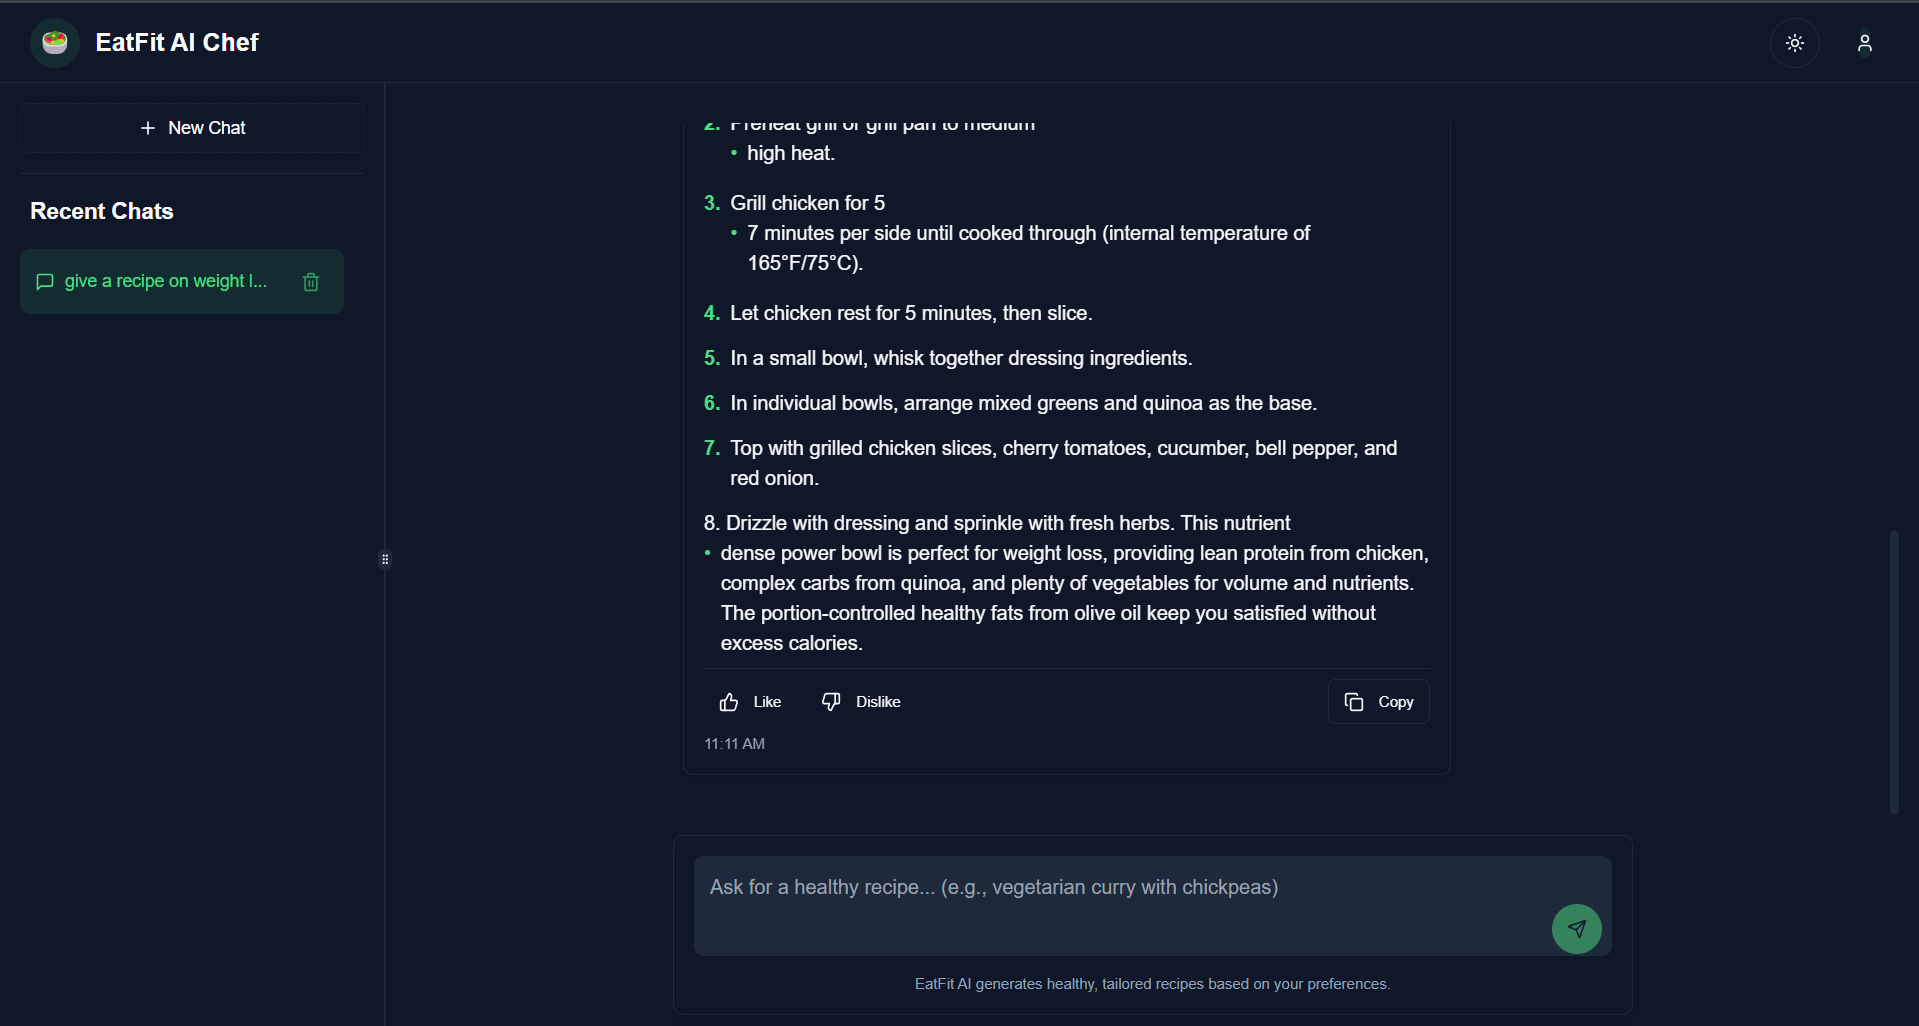 EatFit AI Chef
New Chat
Recent Chats
give a recipe on weight l...
2. Preheat grill or grill pan to medium
• high heat.
3. Grill chicken for 5
• 7 minutes per side until cooked through (internal temperature of
165°F/75°C).
4. Let chicken rest for 5 minutes, then slice.
5. In a small bowl, whisk together dressing ingredients.
6. In individual bowls, arrange mixed greens and quinoa as the base.
7. Top with grilled chicken slices, cherry tomatoes, cucumber, bell pepper, and
red onion.
8. Drizzle with dressing and sprinkle with fresh herbs. This nutrient
• dense power bowl is perfect for weight loss, providing lean protein from chicken,
complex carbs from quinoa, and plenty of vegetables for volume and nutrients.
The portion-controlled healthy fats from olive oil keep you satisfied without
excess calories.
Like Dislike Copy
11:11 AM
Ask for a healthy recipe... (e.g., vegetarian curry with chickpeas)
EatFit AI generates healthy, tailored recipes based on your preferences.